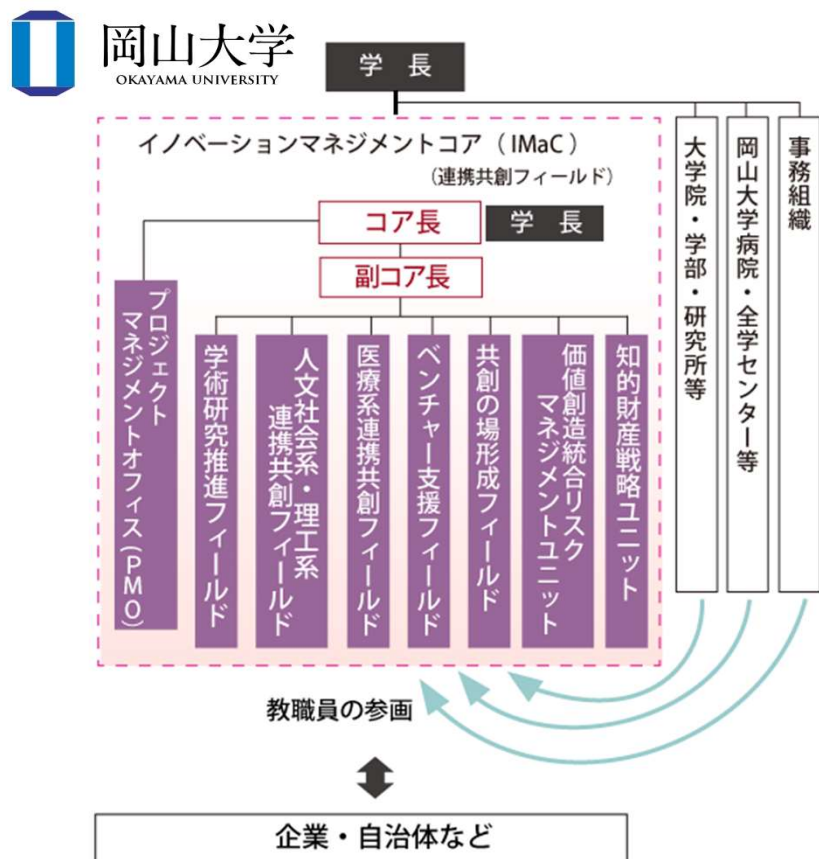 岡山大学
OKAYAMA UNIVERSITY
学 長
イノベーションマネジメントコア（IMaC）
（連携共創フィールド）
コア長
学 長
副コア長
プロジェクト
マネジメントオフィス（PMO）
学術研究推進フィールド
人文社会系・理工系
連携共創フィールド
医療系連携共創フィールド
ベンチャー支援フィールド
共創の場形成フィールド
価値創造統合リスク
マネジメントユニット
知的財産戦略ユニット
大学院・学部・研究所等
岡山大学病院・全学センター等
事務組織
教職員の参画
企業・自治体など